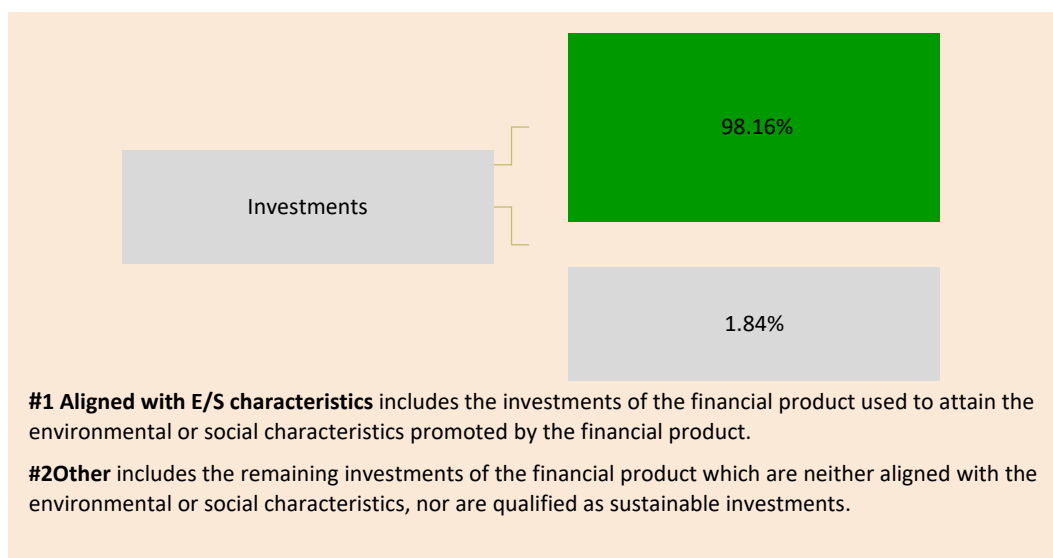 98.16%
Investments
1.84%
#1 Aligned with E/S characteristics includes the investments of the financial product used to attain the
environmental or social characteristics promoted by the financial product.
#2Other includes the remaining investments of the financial product which are neither aligned with the
environmental or social characteristics, nor are qualified as sustainable investments.